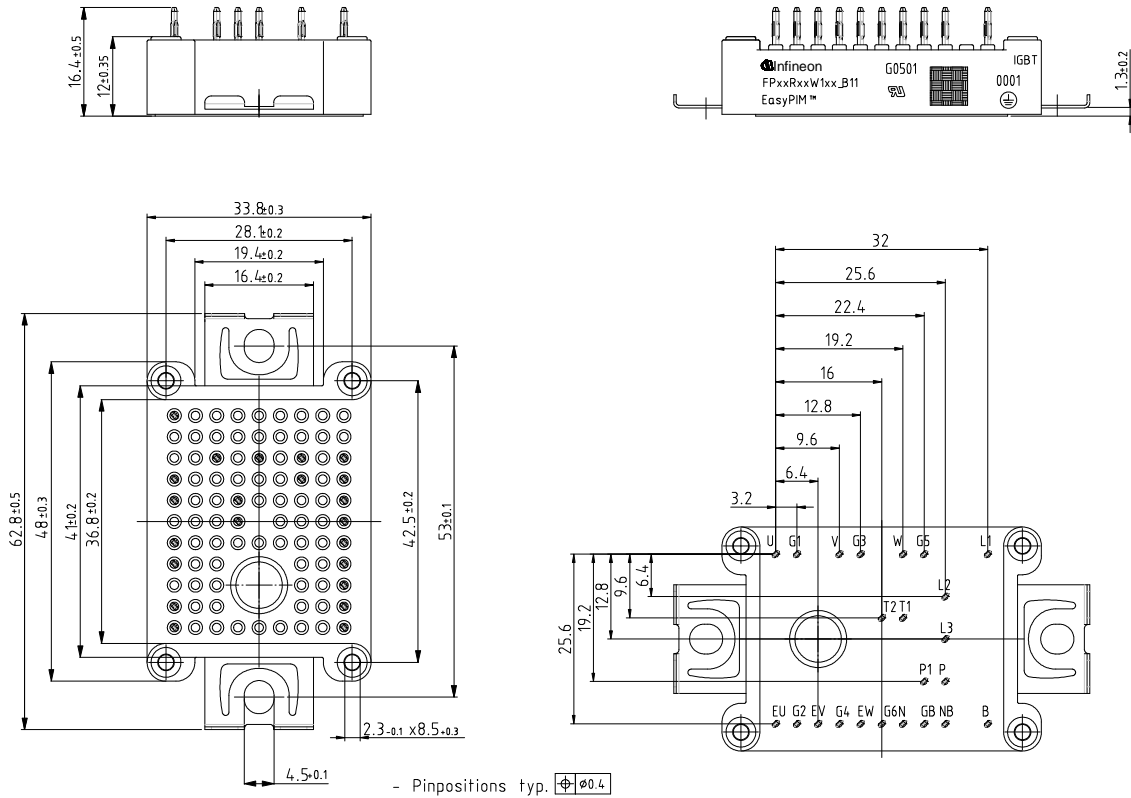 16.4±0.5
12±0.35
Infineon
FPxxRxxW1xx_B11
EasyPIM™
G0501
IGBT
0001
1.3±0.2
33.8±0.3
28.1±0.2
19.4±0.2
16.4±0.2
62.8±0.5
48±0.3
41±0.2
36.8±0.2
42.5±0.2
53±0.1
2.3-0.1 x8.5+0.3
4.5+0.1
32
25.6
22.4
19.2
16
12.8
9.6
6.4
3.2
U G1 V G3 W G5 L1
L2
T2 T1
L3
P1 P
EU G2 EV G4 EW G6 N GB NB B
6.4
9.6
12.8
19.2
25.6
- Pinpositions typ. ⌖ ø0.4